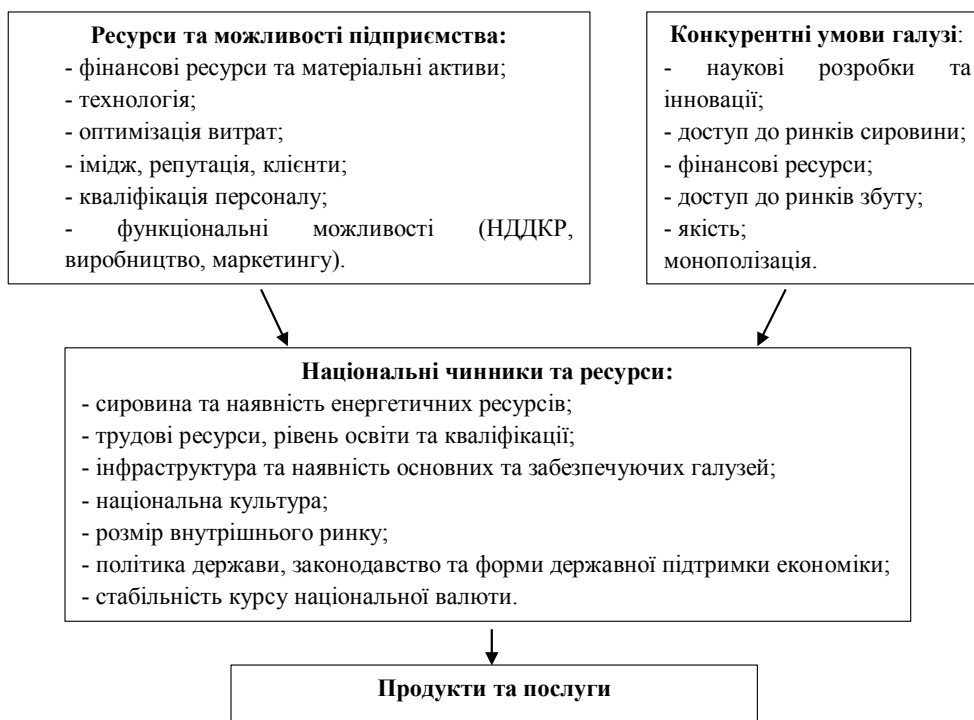 Ресурси та можливості підприємства:
- фінансові ресурси та матеріальні активи;
- технологія;
- оптимізація витрат;
- імідж, репутація, клієнти;
- кваліфікація персоналу;
- функціональні можливості (НДДКР,
виробництво, маркетингу).
Конкурентні умови галузі:
- наукові розробки та
інновації;
- доступ до ринків сировини;
- фінансові ресурси;
- доступ до ринків збуту;
- якість;
монополізація.
Національні чинники та ресурси:
- сировина та наявність енергетичних ресурсів;
- трудові ресурси, рівень освіти та кваліфікації;
- інфраструктура та наявність основних та забезпечуючих галузей;
- національна культура;
- розмір внутрішнього ринку;
- політика держави, законодавство та форми державної підтримки економіки;
- стабільність курсу національної валюти.
Продукти та послуги